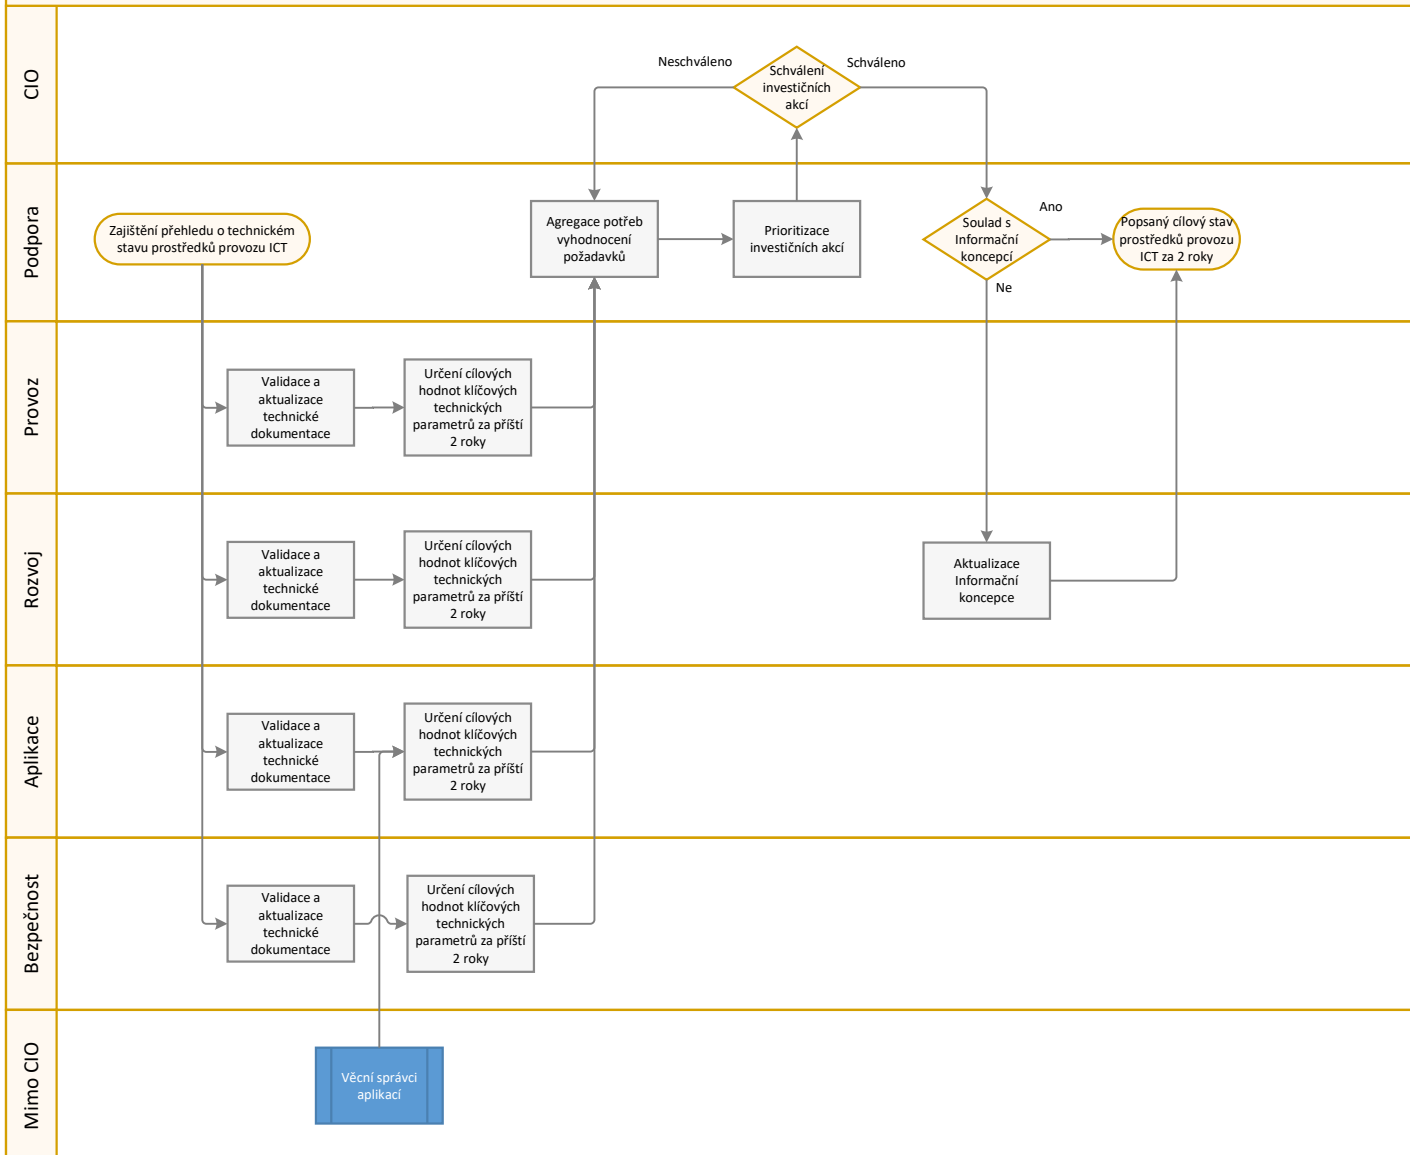 CIO
Neschváleno
Schválení
investičních
akcí
Schváleno
Podpora
Zajištění přehledu o technickém
stavu prostředků provozu ICT
Agregace potřeb
vyhodnocení
požadavků
Prioritizace
investičních akcí
Soulad s
Informační
koncepcí
Ano
Ne
Popsaný cílový stav
prostředků provozu
ICT za 2 roky
Provoz
Validace a
aktualizace
technické
dokumentace
Určení cílových
hodnot klíčových
technických
parametrů za příští
2 roky
Rozvoj
Validace a
aktualizace
technické
dokumentace
Určení cílových
hodnot klíčových
technických
parametrů za příští
2 roky
Aktualizace
Informační
koncepce
Aplikace
Validace a
aktualizace
technické
dokumentace
Určení cílových
hodnot klíčových
technických
parametrů za příští
2 roky
Bezpečnost
Validace a
aktualizace
technické
dokumentace
Určení cílových
hodnot klíčových
technických
parametrů za příští
2 roky
Mimo CIO
Věcní správci
aplikací